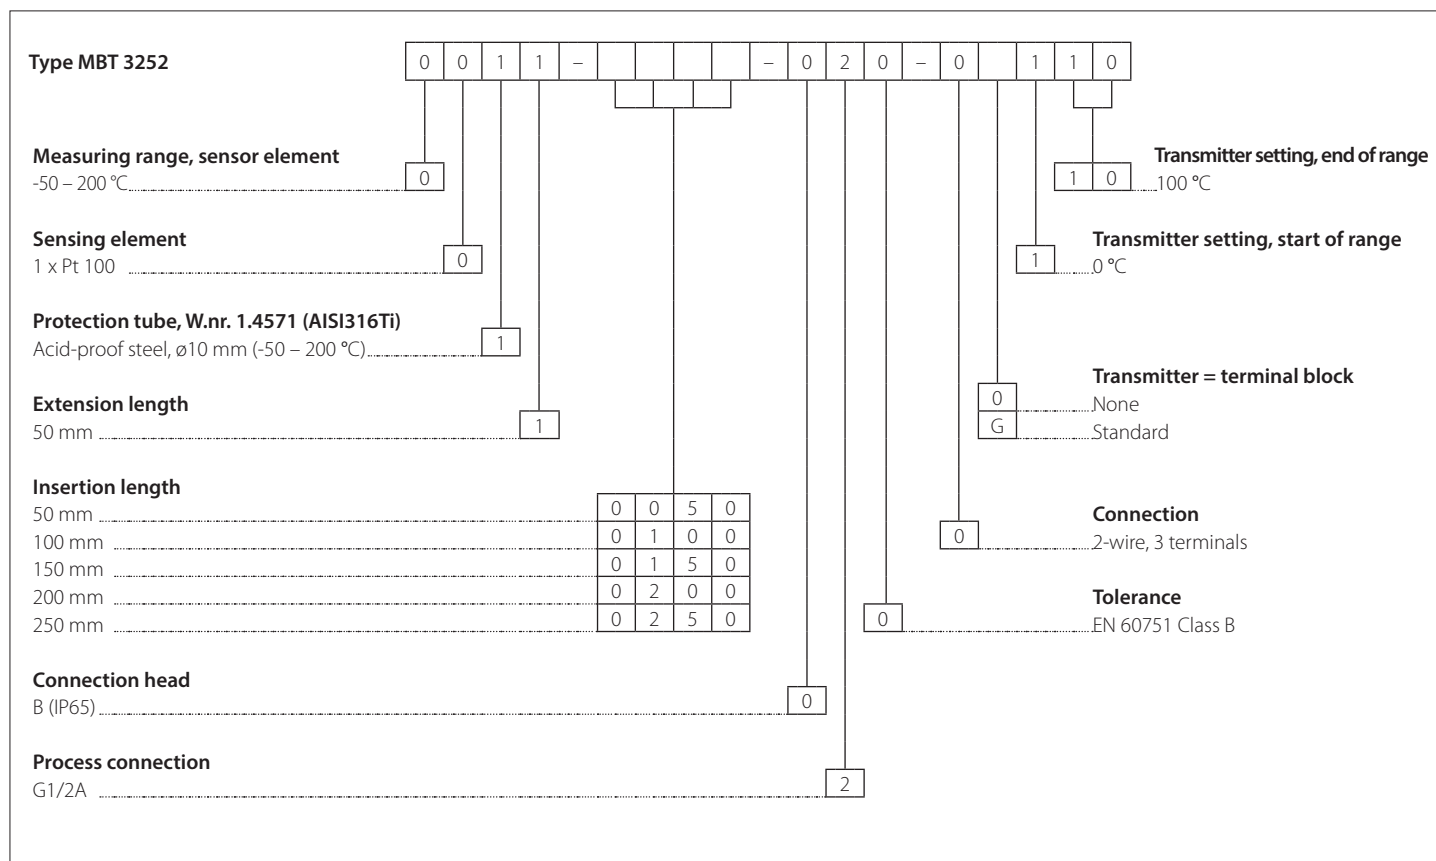 Type MBT 3252 0 0 1 1 – – 0 2 0 – 0 1 1 0
Measuring range, sensor element
-50 – 200 °C 0
Sensing element
1 x Pt 100 0
Protection tube, W.nr. 1.4571 (AISI316Ti)
Acid-proof steel, ø10 mm (-50 – 200 °C) 1
Extension length
50 mm 1
Insertion length
50 mm 0 0 5 0
100 mm 0 1 0 0
150 mm 0 1 5 0
200 mm 0 2 0 0
250 mm 0 2 5 0
Connection head
B (IP65) 0
Process connection
G1/2A 2
Transmitter setting, end of range
1 0 100 °C
Transmitter setting, start of range
1 0 °C
Transmitter = terminal block
0 None
G Standard
Connection
0 2-wire, 3 terminals
Tolerance
0 EN 60751 Class B